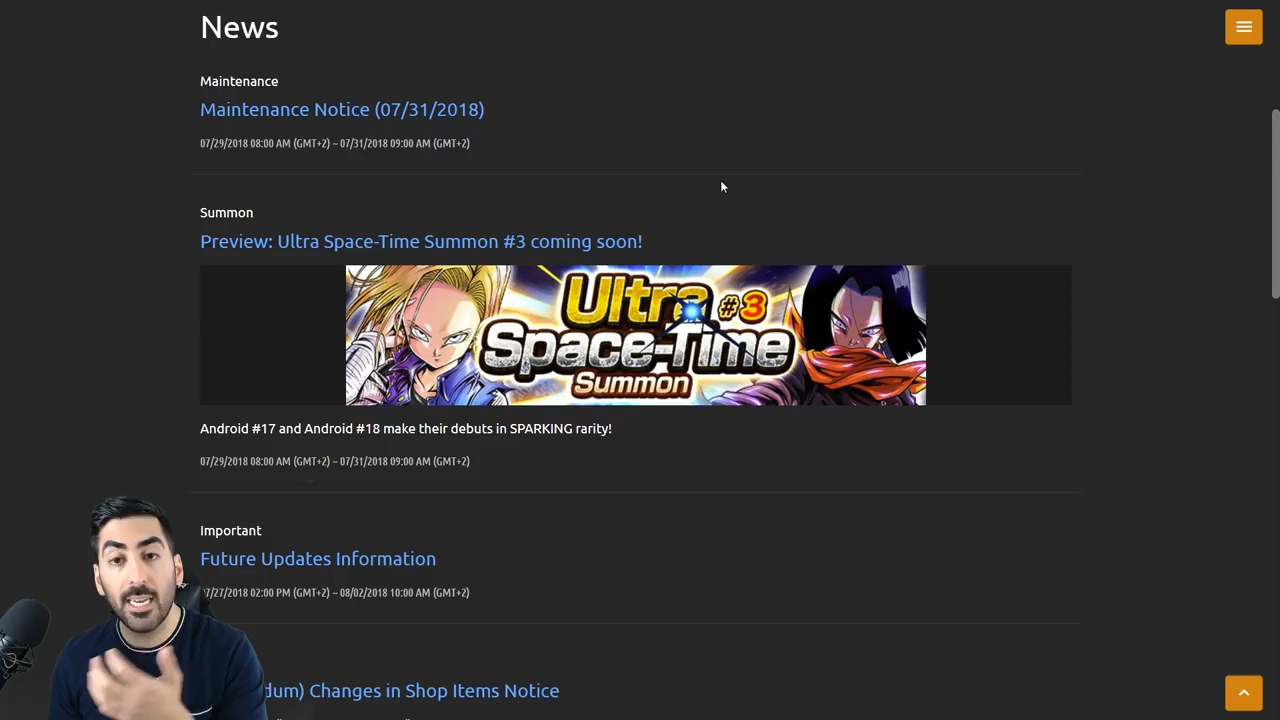 News
Maintenance
Maintenance Notice (07/31/2018)
07/29/2018 08:00 AM (GMT+2) ~ 07/31/2018 09:00 AM (GMT+2)
Summon
Preview: Ultra Space-Time Summon #3 coming soon!
Ultra #3
Space-Time
Summon
Android #17 and Android #18 make their debuts in SPARKING rarity!
07/29/2018 08:00 AM (GMT+2) ~ 07/31/2018 09:00 AM (GMT+2)
Important
Future Updates Information
7/27/2018 02:00 PM (GMT+2) ~ 08/02/2018 10:00 AM (GMT+2)
dum) Changes in Shop Items Notice